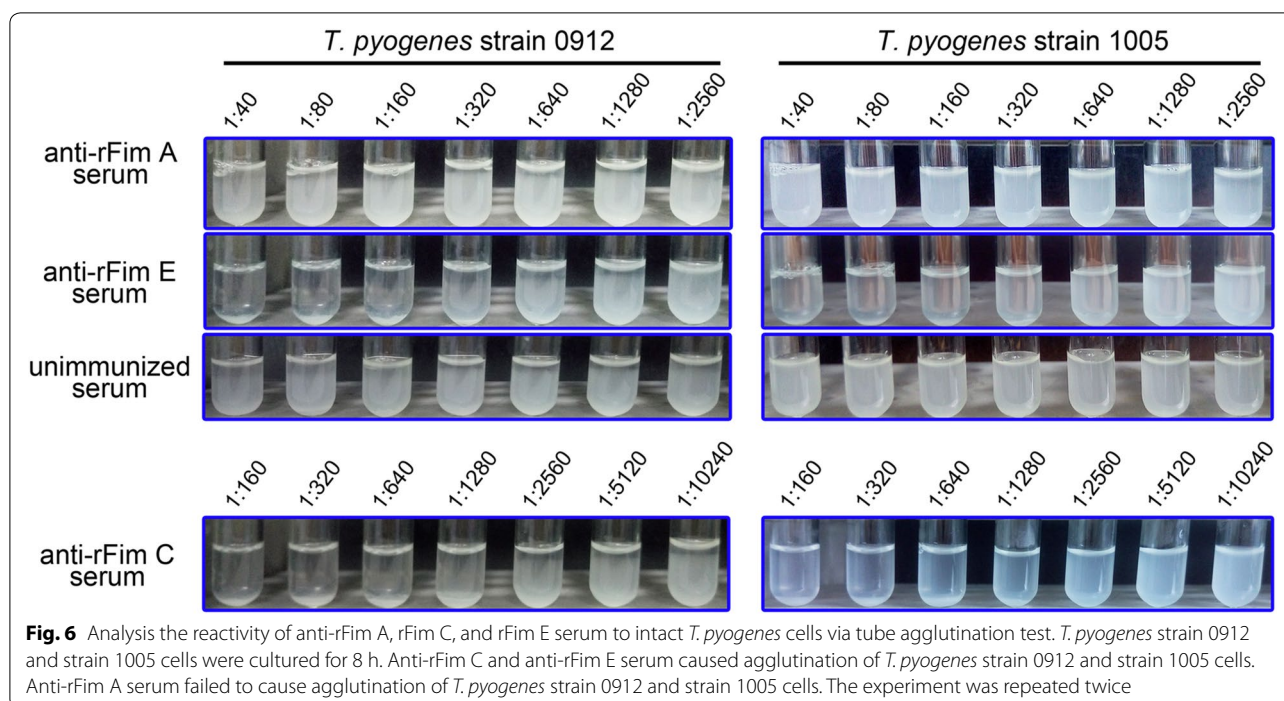 T. pyogenes strain 0912 T. pyogenes strain 1005
1:40 1:80 1:160 1:320 1:640 1:1280 1:2560 1:40 1:80 1:160 1:320 1:640 1:1280 1:2560
anti-rFim A
serum
anti-rFim E
serum
unimmunized
serum
1:160 1:320 1:640 1:1280 1:2560 1:5120 1:10240 1:160 1:320 1:640 1:1280 1:2560 1:5120 1:10240
anti-rFim C
serum
Fig. 6 Analysis the reactivity of anti-rFim A, rFim C, and rFim E serum to intact T. pyogenes cells via tube agglutination test. T. pyogenes strain 0912
and strain 1005 cells were cultured for 8 h. Anti-rFim C and anti-rFim E serum caused agglutination of T. pyogenes strain 0912 and strain 1005 cells.
Anti-rFim A serum failed to cause agglutination of T. pyogenes strain 0912 and strain 1005 cells. The experiment was repeated twice